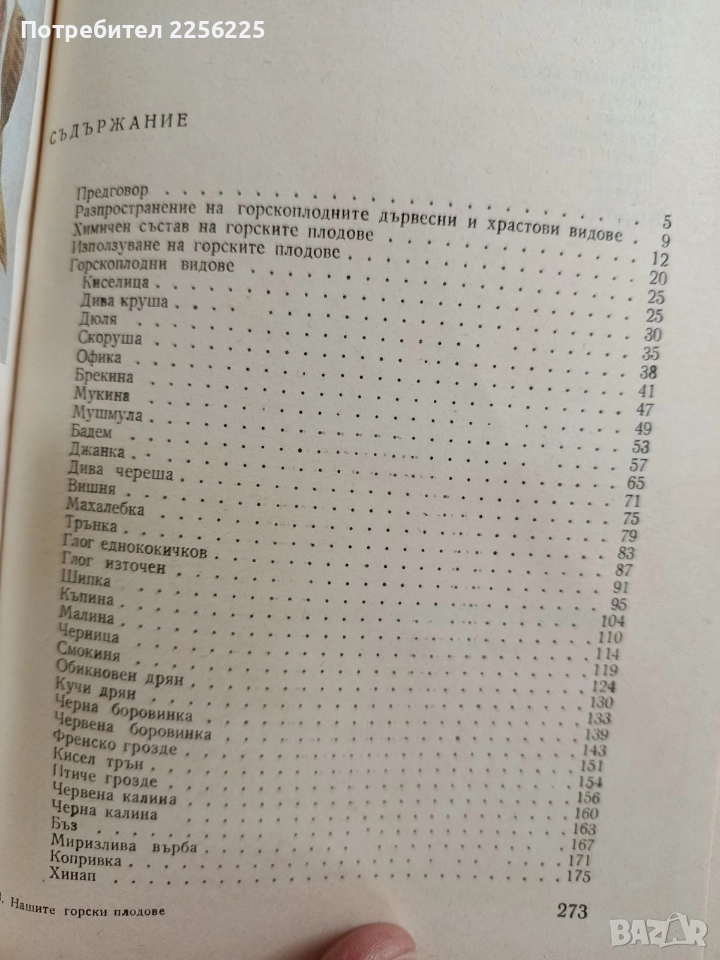 Потребител 2256225
СЪДЪРЖАНИЕ
Предговор . . . 5
Разпространение на горскоплодните дървесни и храстови видове . 9
Химичен състав на горските плодове . . . 12
Използуване на горските плодове . . . 20
Горскоплодни видове . . . 25
Киселица . . . 25
Дива круша . . . 30
Дюля . . . 35
Скоруша . . . 38
Офика . . . 41
Брекина . . . 47
Мукина . . . 49
Мушмула . . . 53
Бадем . . . 57
Джанка . . . 65
Дива череша . . . 71
Вишня . . . 75
Махалебка . . . 79
Трънка . . . 83
Глог еднококичков . . . 87
Глог източен . . . 91
Шипка . . . 95
Къпина . . . 104
Малина . . . 110
Черница . . . 114
Смокиня . . . 119
Обикновен дрян . . . 124
Кучи дрян . . . 130
Черна боровинка . . . 133
Червена боровинка . . . 139
Френско грозде . . . 143
Кисел трън . . . 151
Птиче грозде . . . 154
Червена калина . . . 156
Черна калина . . . 160
Бъз . . . 163
Миризлива върба . . . 167
Копривка . . . 171
Хинап . . . 175
Нашите горски плодове
273
BAZAR